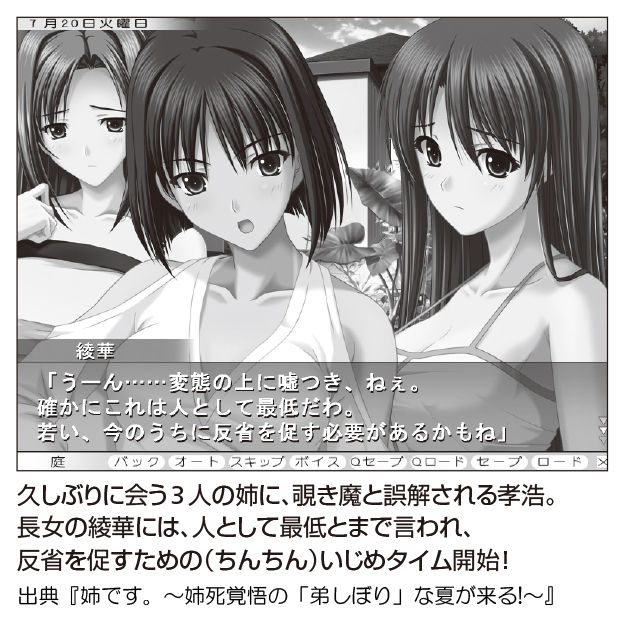 7月20日火曜日
綾華
「うーん……変態の上に嘘つき、ねぇ。
確かにこれは人として最低だわ。
若い、今のうちに反省を促す必要があるかもね」
庭 バック オート スキップ ボイス Qセーブ Qロード セーブ ロード ×
久しぶりに会う3人の姉に、覗き魔と誤解される孝浩。
長女の綾華には、人として最低とまで言われ、
反省を促すための(ちんちん)いじめタイム開始!
出典『姉です。〜姉死覚悟の「弟しぼり」な夏が来る!〜』